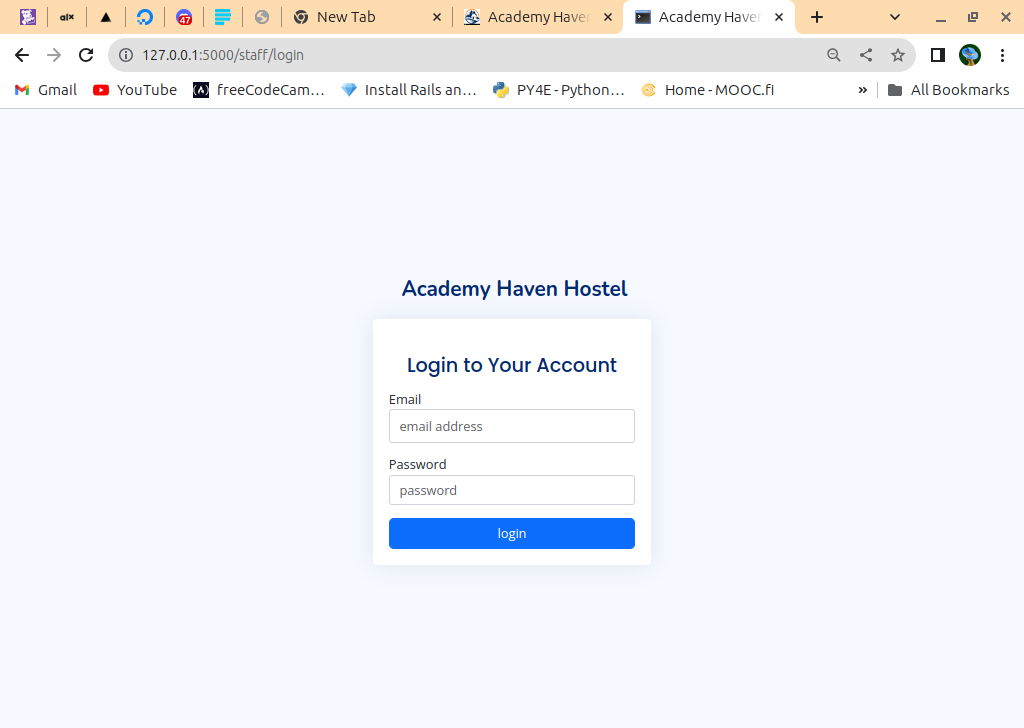 alx
47
New Tab
Academy Haven
Academy Haven
127.0.0.1:5000/staff/login
Gmail
YouTube
freeCodeCam...
Install Rails an...
PY4E - Python...
Home - MOOC.fi
»
All Bookmarks
Academy Haven Hostel
Login to Your Account
Email
email address
Password
password
login